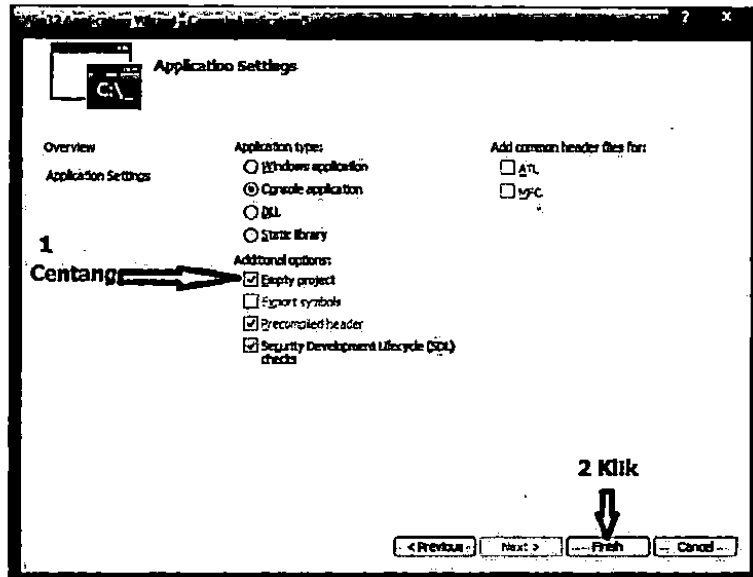 ? X
Application Settings
C:\_
Overview
Application Settings
Application type:
Windows application
Console application
DLL
Static library
Additional options:
Empty project
Export symbols
Precompiled header
Security Development Lifecycle (SDL)
checks
Add common header files for:
ATL
MFC
1
Centang
2 Klik
< Previous
Next >
Finish
Cancel